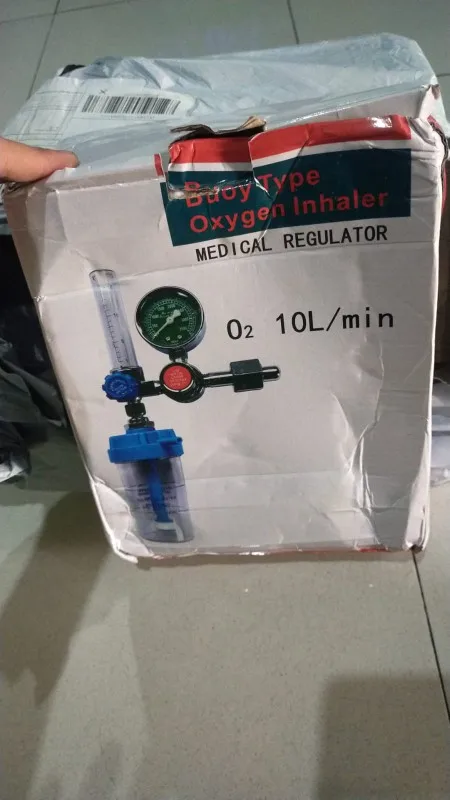 Buoy Type
Oxygen Inhaler
MEDICAL REGULATOR
O₂ 10L/min